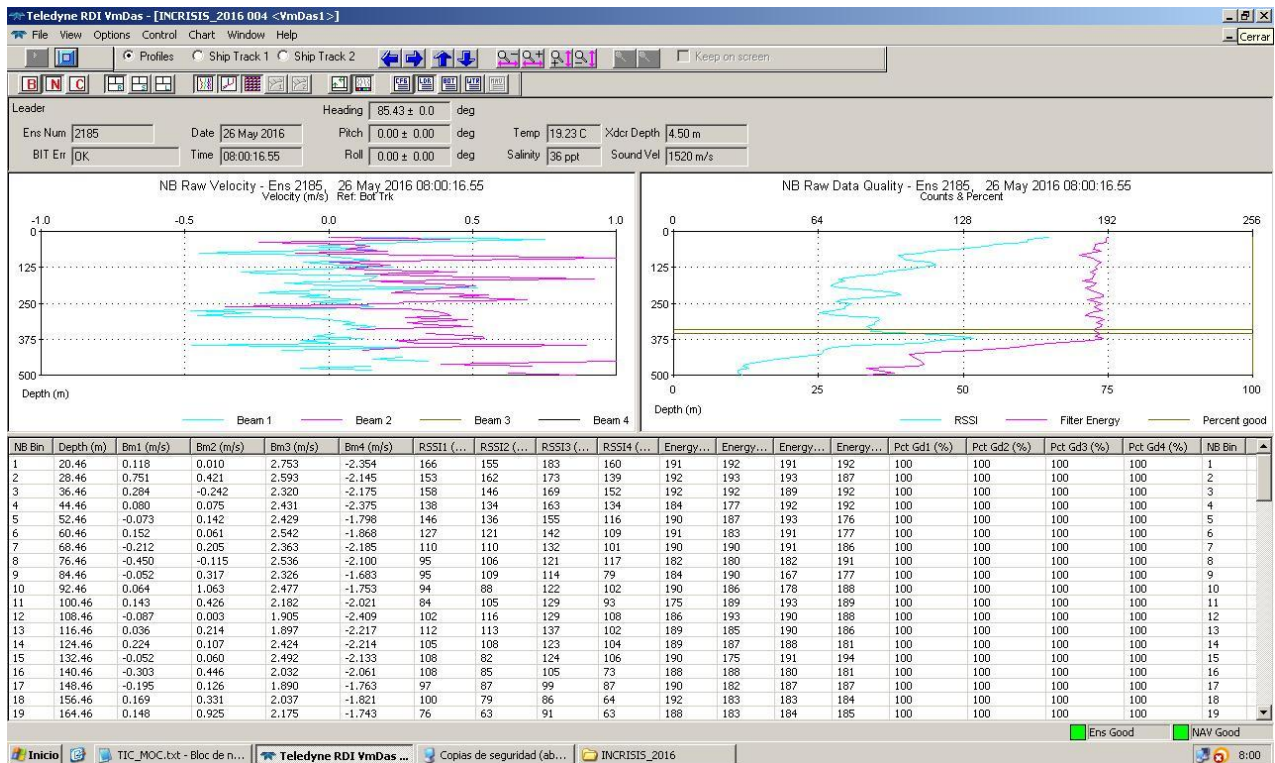 Teledyne RDI VmDas - [INCRISIS_2016 004 <VmDas1>]
File View Options Control Chart Window Help
Cerrar
Profiles Ship Track 1 Ship Track 2 Keep on screen
B N C CFG LDR BOT WTR NAV
Leader
Heading 85.43 ± 0.0 deg
Ens Num 2185 Date 26 May 2016 Pitch 0.00 ± 0.00 deg Temp 19.23 C Xdcr Depth 4.50 m
BIT Err OK Time 08:00:16.55 Roll 0.00 ± 0.00 deg Salinity 36 ppt Sound Vel 1520 m/s
NB Raw Velocity - Ens 2185, 26 May 2016 08:00:16.55
Velocity (m/s) Ref: Bot Trk
-1.0 -0.5 0.0 0.5 1.0
0
125
250
375
500
Depth (m)
Beam 1 Beam 2 Beam 3 Beam 4
NB Raw Data Quality - Ens 2185, 26 May 2016 08:00:16.55
Counts & Percent
0 64 128 192 256
0
125
250
375
500
0 25 50 75 100
Depth (m)
RSSI Filter Energy Percent good
NB Bin Depth (m) Bm1 (m/s) Bm2 (m/s) Bm3 (m/s) Bm4 (m/s) RSSI1 (... RSSI2 (... RSSI3 (... RSSI4 (... Energy... Energy... Energy... Energy... Pct Gd1 (%) Pct Gd2 (%) Pct Gd3 (%) Pct Gd4 (%) NB Bin
1 20.46 0.118 0.010 2.753 -2.354 166 155 183 160 191 192 191 192 100 100 100 100 1
2 28.46 0.751 0.421 2.593 -2.145 153 162 173 139 192 193 193 187 100 100 100 100 2
3 36.46 0.284 -0.242 2.320 -2.175 158 146 169 152 192 192 189 192 100 100 100 100 3
4 44.46 0.080 0.075 2.431 -2.375 138 134 163 134 184 177 192 192 100 100 100 100 4
5 52.46 -0.073 0.142 2.429 -1.798 146 136 155 116 190 187 193 176 100 100 100 100 5
6 60.46 0.152 0.061 2.542 -1.868 127 121 142 109 191 183 191 177 100 100 100 100 6
7 68.46 -0.212 0.205 2.363 -2.185 110 110 132 101 190 190 191 186 100 100 100 100 7
8 76.46 -0.450 -0.115 2.536 -2.100 95 106 121 117 182 180 182 191 100 100 100 100 8
9 84.46 -0.052 0.317 2.326 -1.683 95 109 114 79 184 190 167 177 100 100 100 100 9
10 92.46 0.064 1.063 2.477 -1.753 94 88 122 102 190 186 178 188 100 100 100 100 10
11 100.46 0.143 0.426 2.182 -2.021 84 105 129 93 175 189 193 189 100 100 100 100 11
12 108.46 -0.087 0.003 1.905 -2.409 102 116 129 108 186 193 190 188 100 100 100 100 12
13 116.46 0.036 0.214 1.897 -2.217 112 113 137 102 189 185 190 186 100 100 100 100 13
14 124.46 0.224 0.107 2.424 -2.214 105 108 123 104 189 187 188 181 100 100 100 100 14
15 132.46 -0.052 0.060 2.492 -2.133 108 82 124 106 190 175 191 194 100 100 100 100 15
16 140.46 -0.303 0.446 2.032 -2.061 108 85 105 73 188 188 180 181 100 100 100 100 16
17 148.46 -0.195 0.126 1.890 -1.763 97 87 99 87 190 182 187 187 100 100 100 100 17
18 156.46 0.169 0.331 2.037 -1.821 100 79 86 64 192 183 183 184 100 100 100 100 18
19 164.46 0.148 0.925 2.175 -1.743 76 63 91 63 188 183 184 185 100 100 100 100 19
Ens Good NAV Good
Inicio TIC_MOC.txt - Bloc de n... Teledyne RDI VmDas ... Copias de seguridad (ab... INCRISIS_2016 8:00